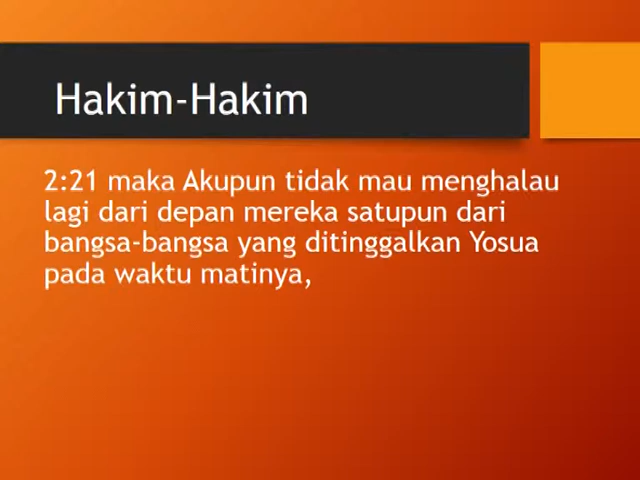 Hakim-Hakim
2:21 maka Akupun tidak mau menghalau
lagi dari depan mereka satupun dari
bangsa-bangsa yang ditinggalkan Yosua
pada waktu matinya,